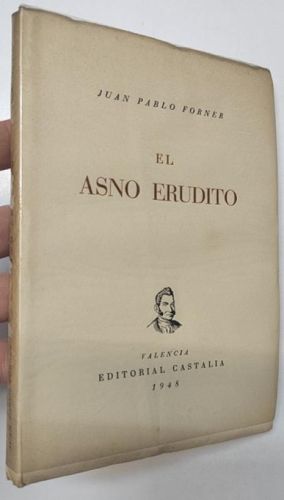 JUAN PABLO FORNER
EL
ASNO ERUDITO
VALENCIA
EDITORIAL CASTALIA
1948